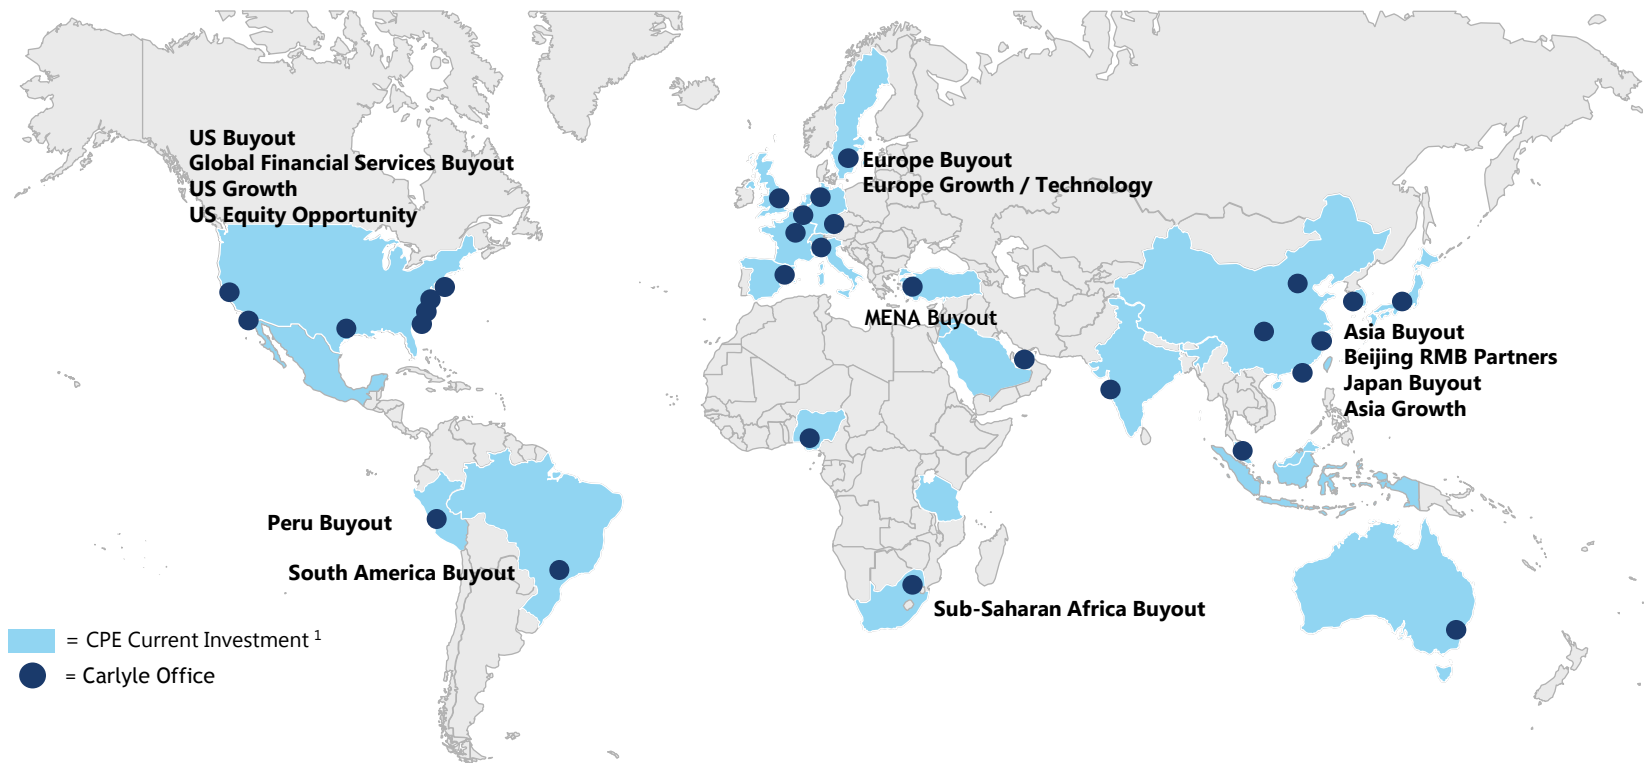 US Buyout
Global Financial Services Buyout
US Growth
US Equity Opportunity
Europe Buyout
Europe Growth / Technology
MENA Buyout
Asia Buyout
Beijing RMB Partners
Japan Buyout
Asia Growth
Peru Buyout
South America Buyout
Sub-Saharan Africa Buyout
= CPE Current Investment 1
= Carlyle Office